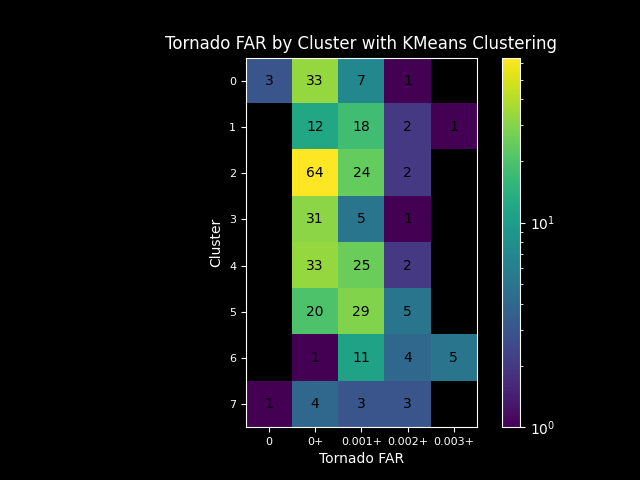 Tornado FAR by Cluster with KMeans Clustering
0 3 33 7 1
1 12 18 2 1
2 64 24 2
3 31 5 1
4 33 25 2
5 20 29 5
6 1 11 4 5
7 1 4 3 3
Cluster
0 0+ 0.001+ 0.002+ 0.003+
Tornado FAR
10¹
10⁰